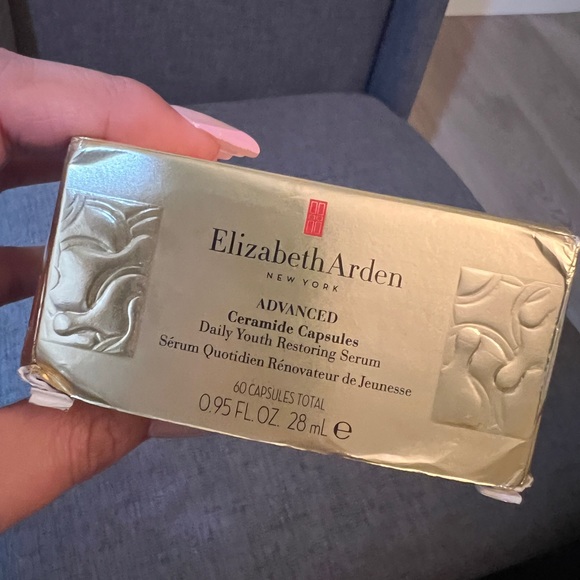 ElizabethArden
NEW YORK
ADVANCED
Ceramide Capsules
Daily Youth Restoring Serum
Sérum Quotidien Rénovateur de Jeunesse
60 CAPSULES TOTAL
0.95 FL.OZ. 28 mL e